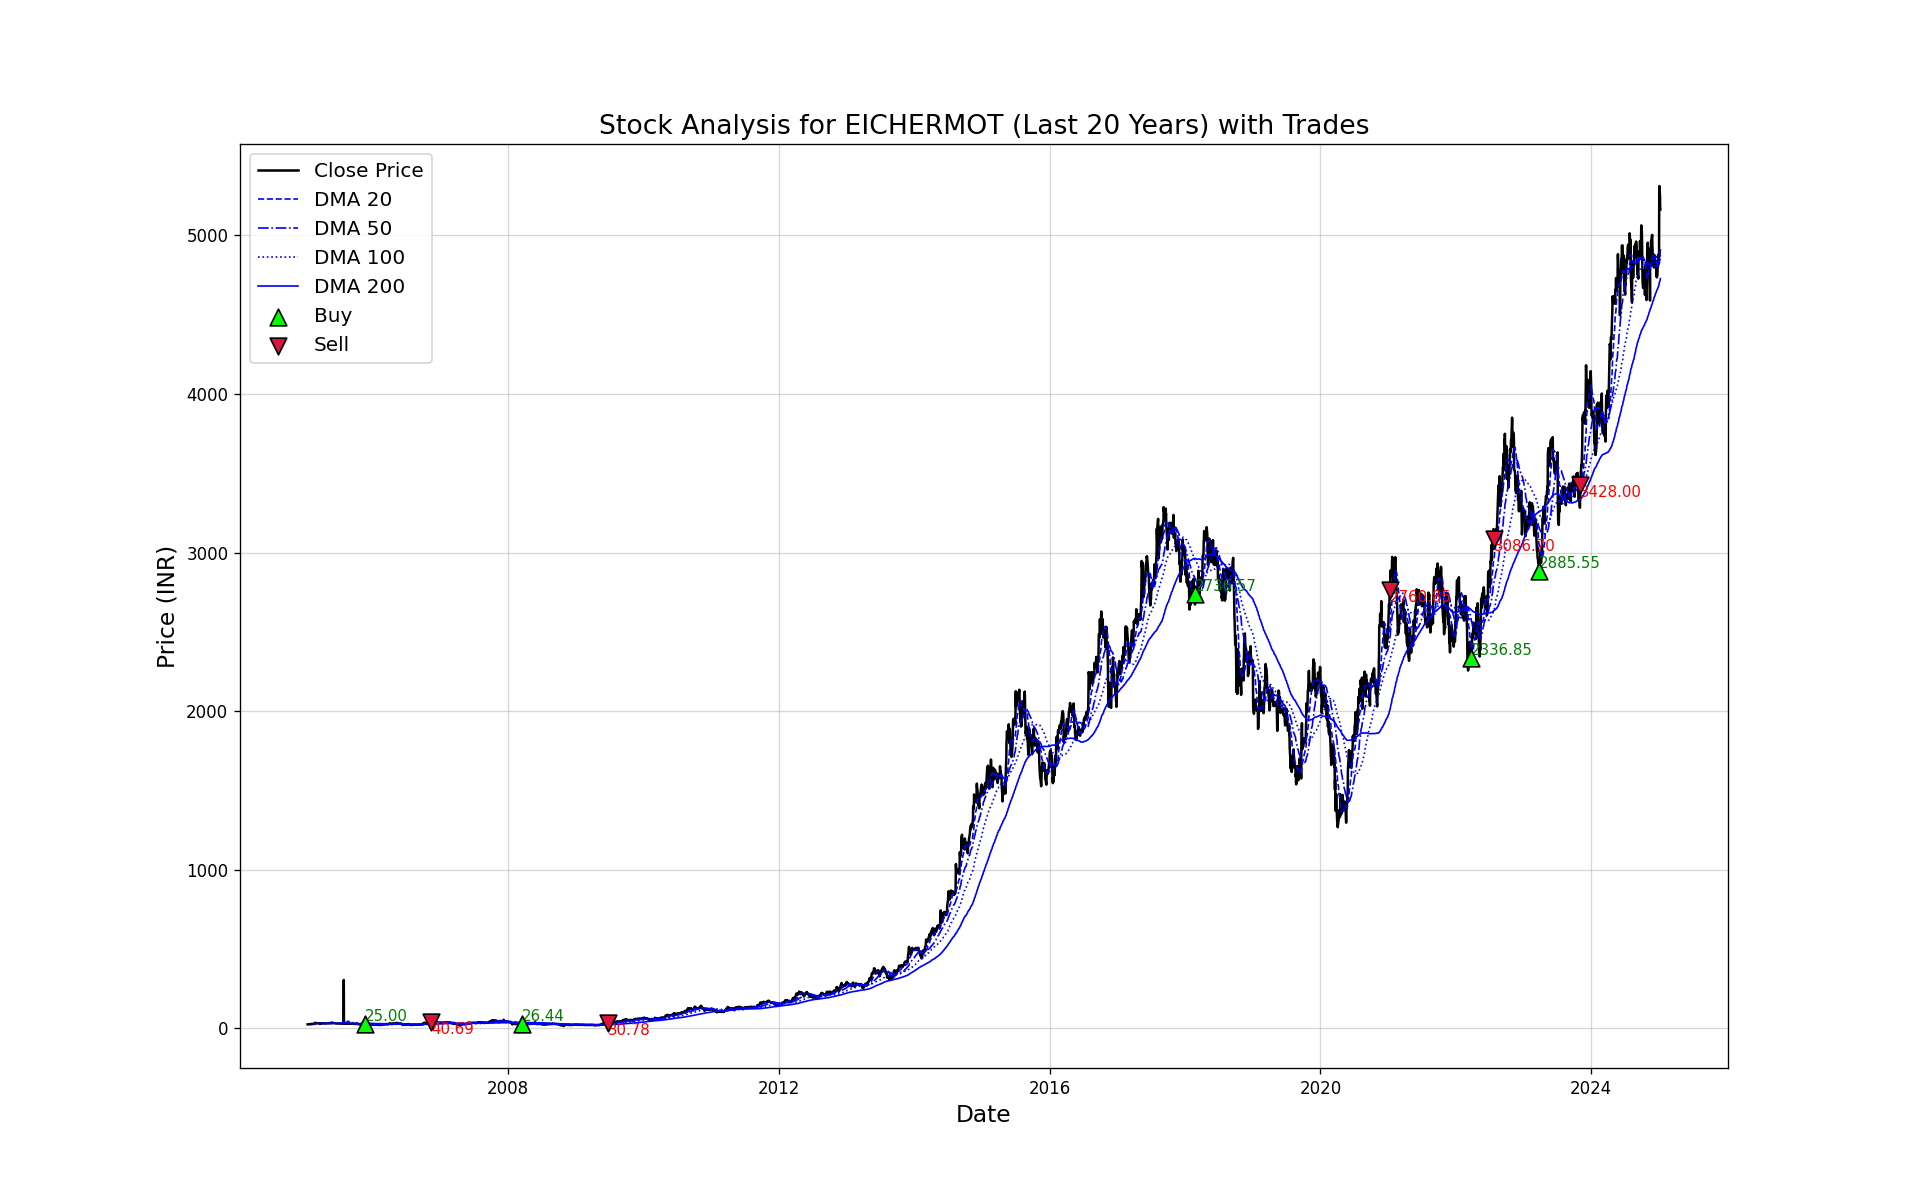 Stock Analysis for EICHERMOT (Last 20 Years) with Trades
Close Price
DMA 20
DMA 50
DMA 100
DMA 200
Buy
Sell
Price (INR)
5000
4000
3000
2000
1000
0
3428.00
3086.70
2885.55
2336.85
25.00
40.69
26.44
30.78
2008
2012
2016
2020
2024
Date